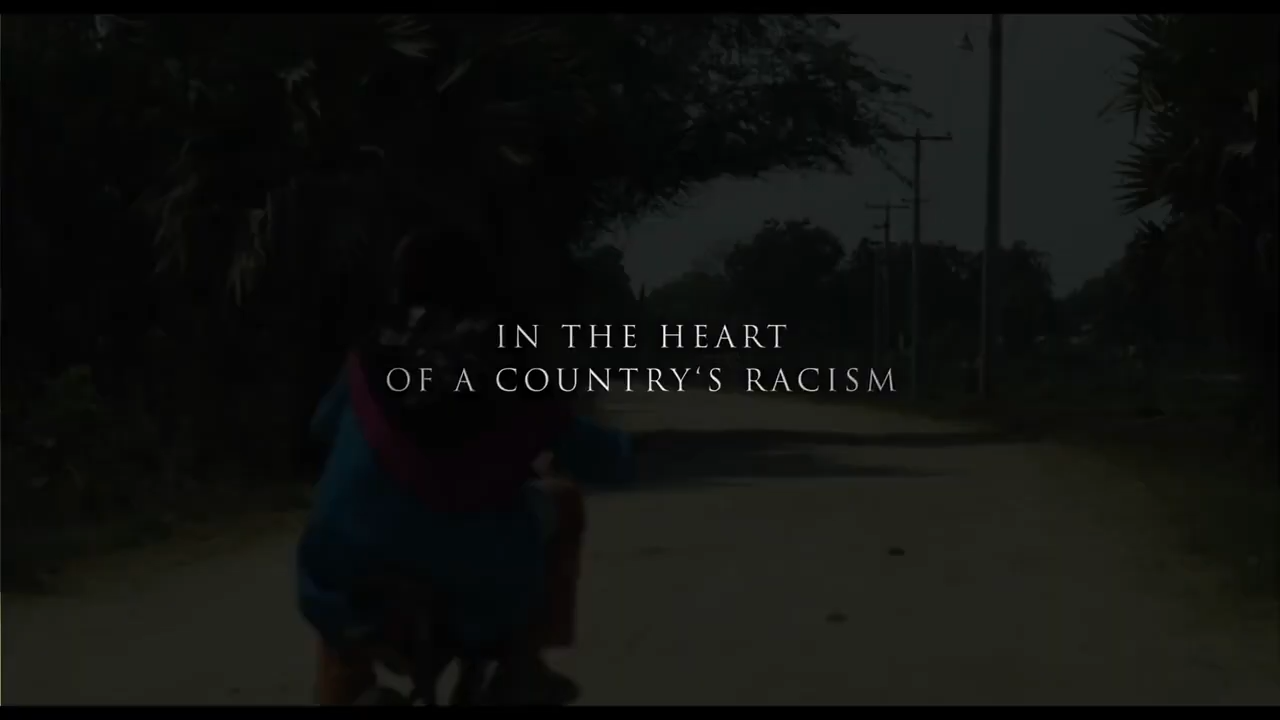 IN THE HEART
OF A COUNTRY‘S RACISM